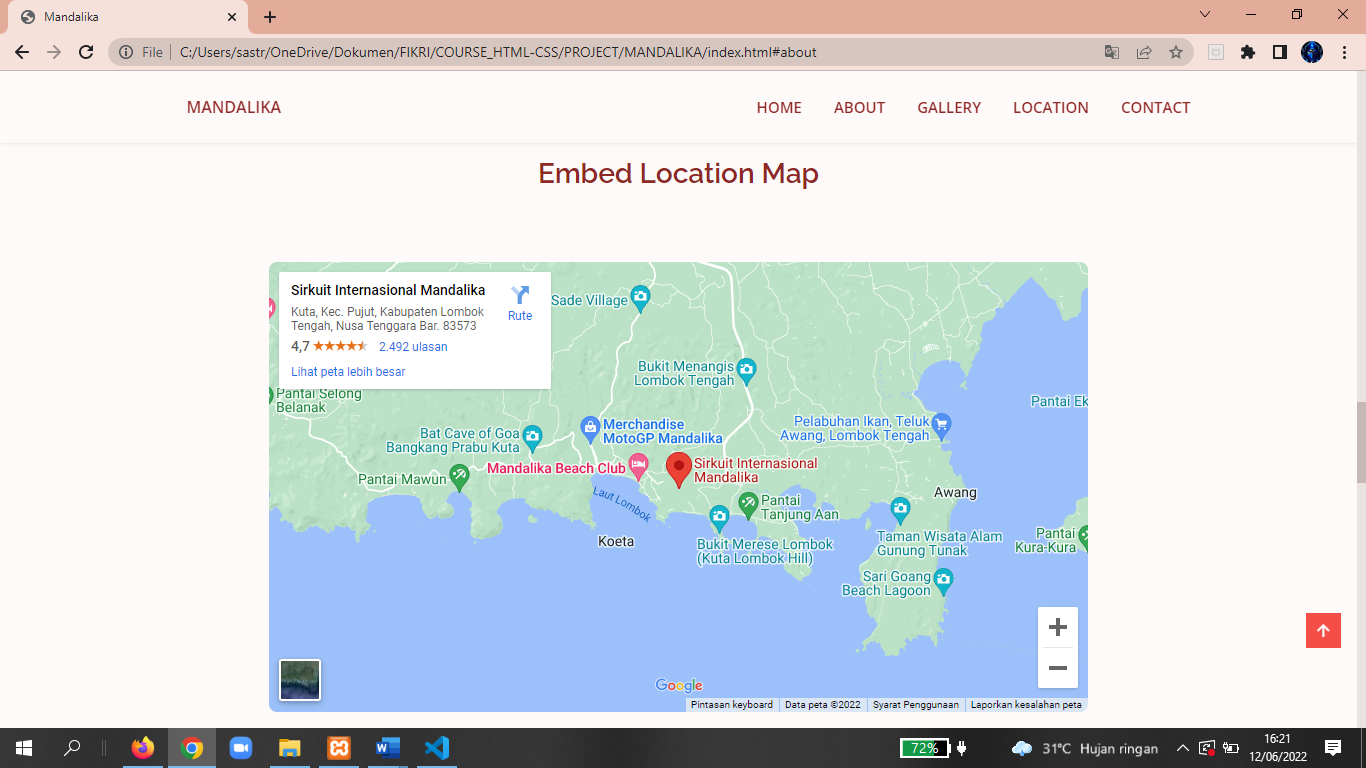 Mandalika
File
C:/Users/sastr/OneDrive/Dokumen/FIKRI/COURSE_HTML-CSS/PROJECT/MANDALIKA/index.html#about
MANDALIKA
HOME
ABOUT
GALLERY
LOCATION
CONTACT
Embed Location Map
Sirkuit Internasional Mandalika
Kuta, Kec. Pujut, Kabupaten Lombok
Tengah, Nusa Tenggara Bar. 83573
4,7
2.492 ulasan
Lihat peta lebih besar
Rute
Sade Village
Bukit Menangis
Lombok Tengah
Pantai Selong
Belanak
Pantai Ek
Pelabuhan Ikan, Teluk
Awang, Lombok Tengah
Merchandise
MotoGP Mandalika
Bat Cave of Goa
Bangkang Prabu Kuta
Mandalika Beach Club
Sirkuit Internasional
Mandalika
Pantai Mawun
Laut Lombok
Pantai
Tanjung Aan
Awang
Koeta
Bukit Merese Lombok
(Kuta Lombok Hill)
Taman Wisata Alam
Gunung Tunak
Pantai
Kura-Kura
Sari Goang
Beach Lagoon
Google
Pintasan keyboard
Data peta ©2022
Syarat Penggunaan
Laporkan kesalahan peta
72%
31°C Hujan ringan
16:21
12/06/2022